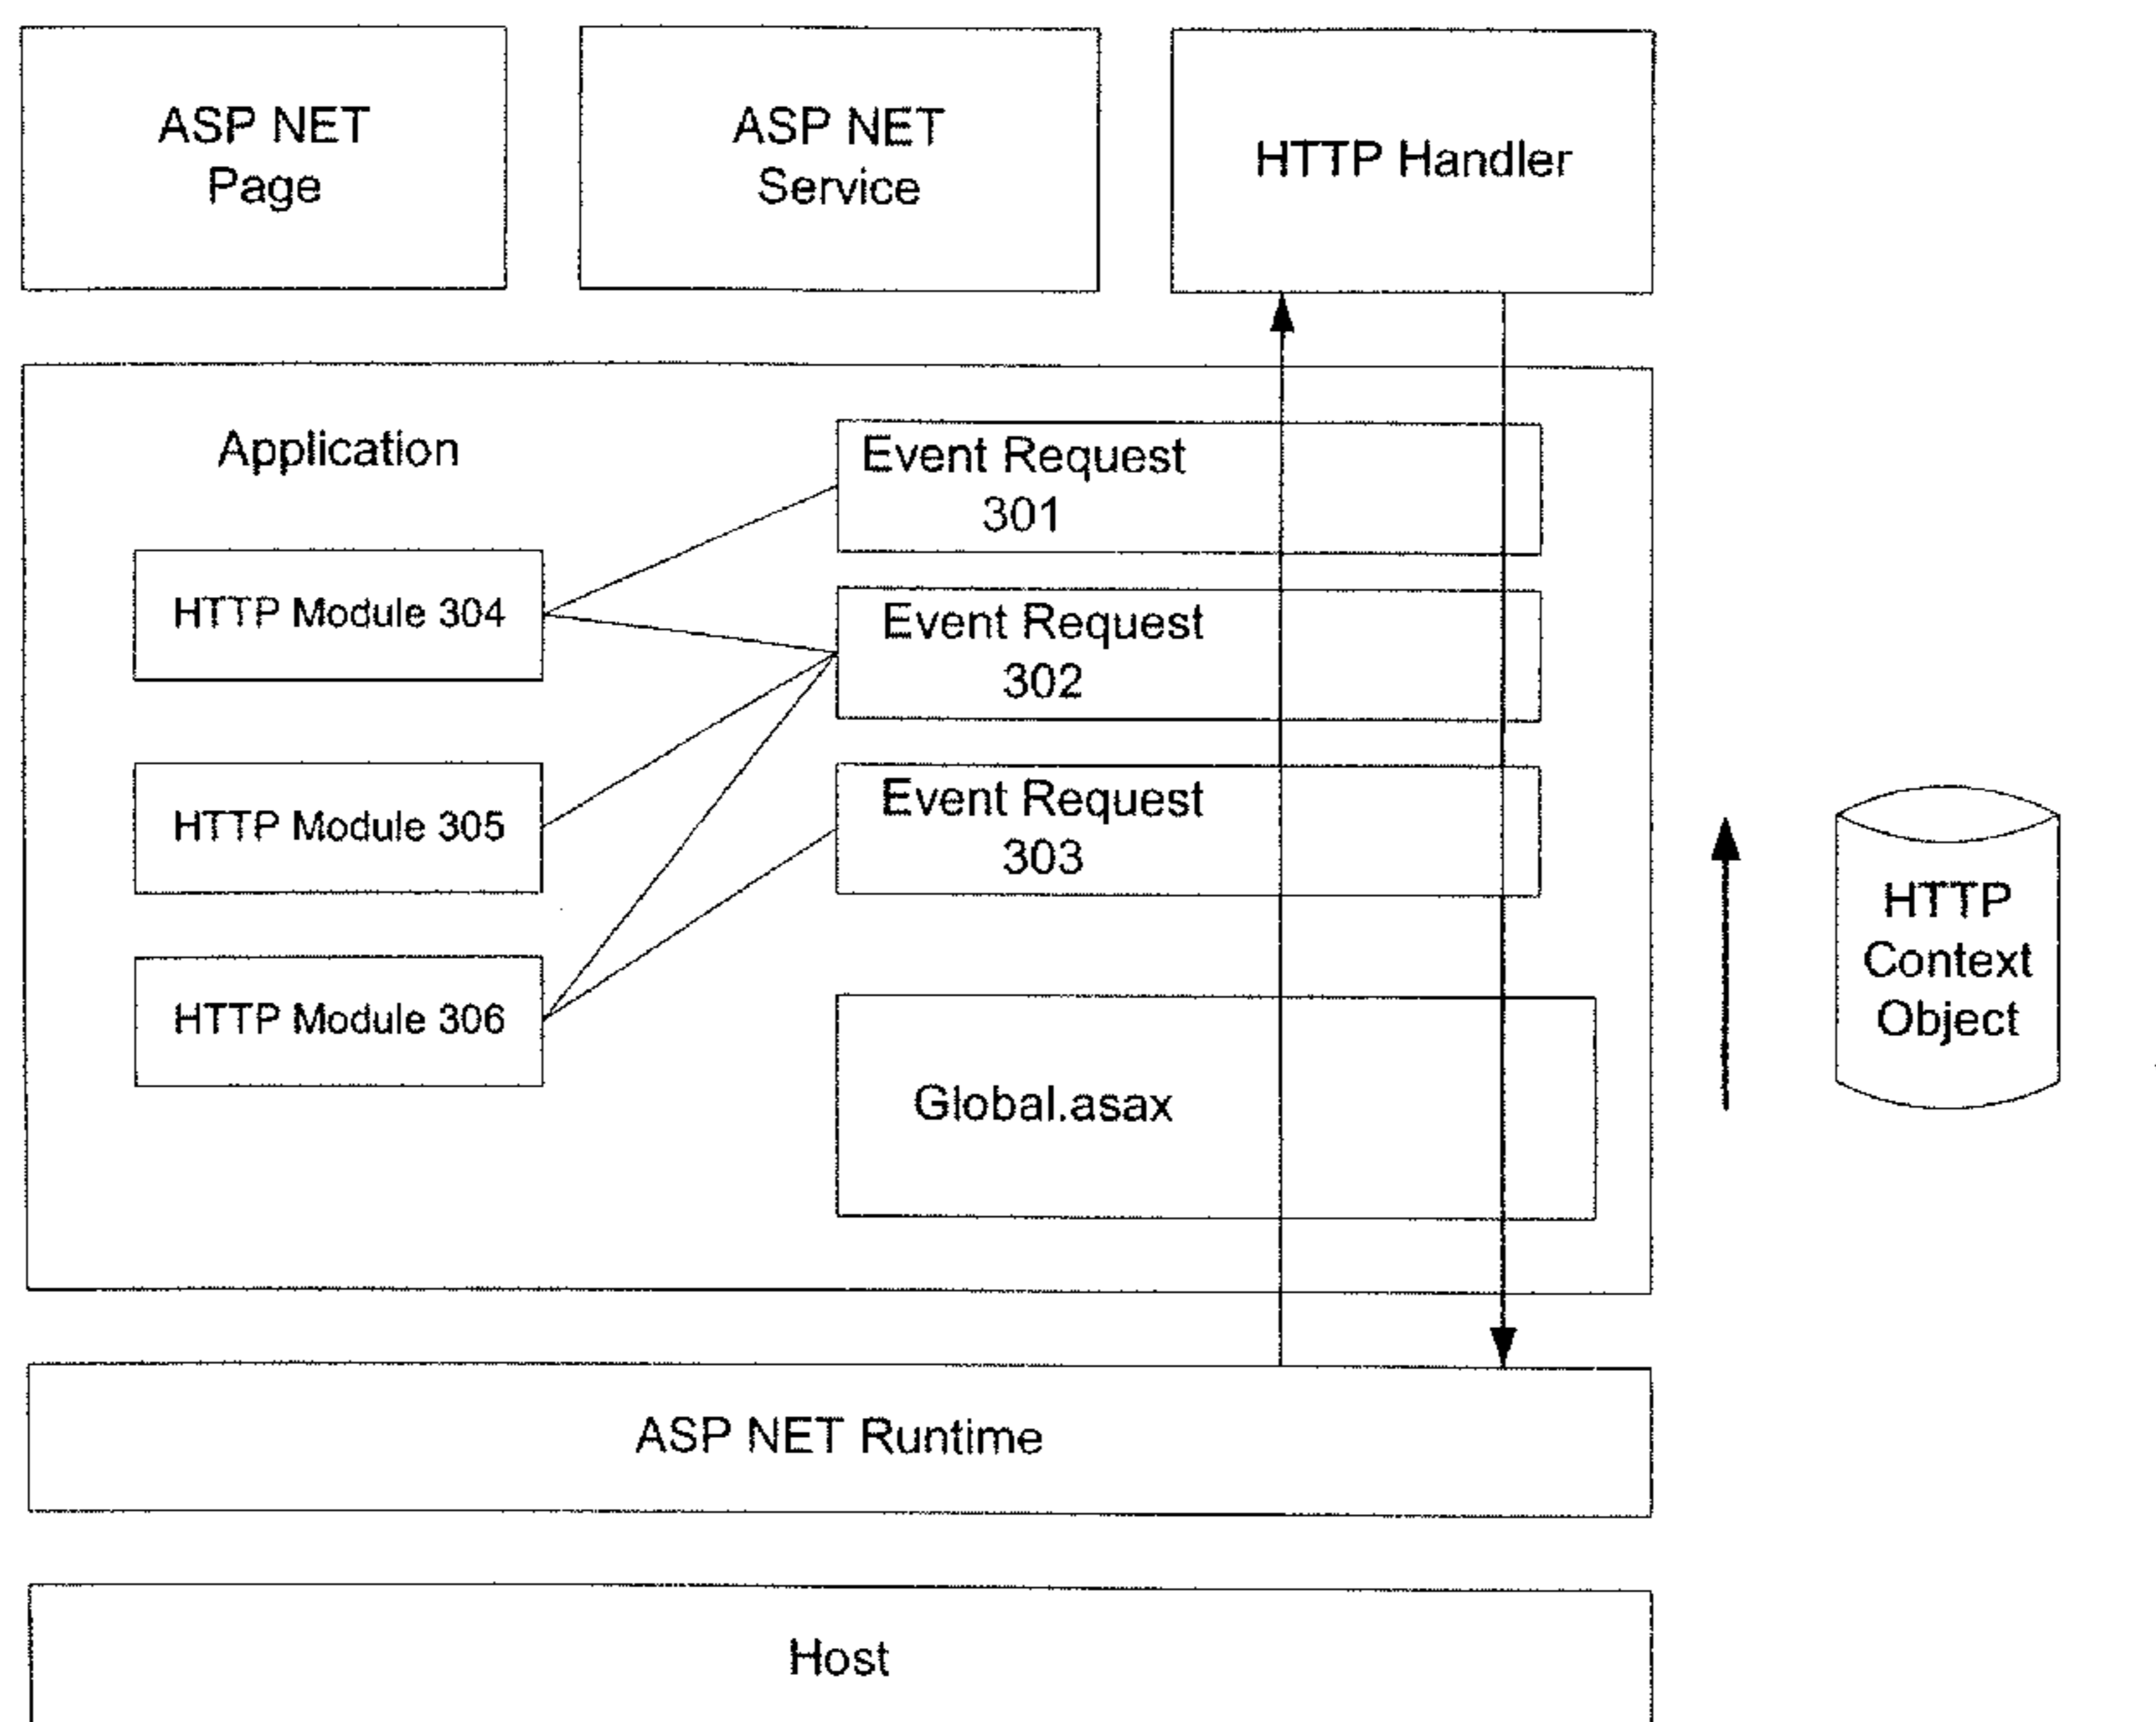 ASP NET
Page
ASP NET
Service
HTTP Handler
Application
Event Request
301
HTTP Module 304
Event Request
302
HTTP Module 305
Event Request
303
HTTP Module 306
Global.asax
HTTP
Context
Object
ASP NET Runtime
Host